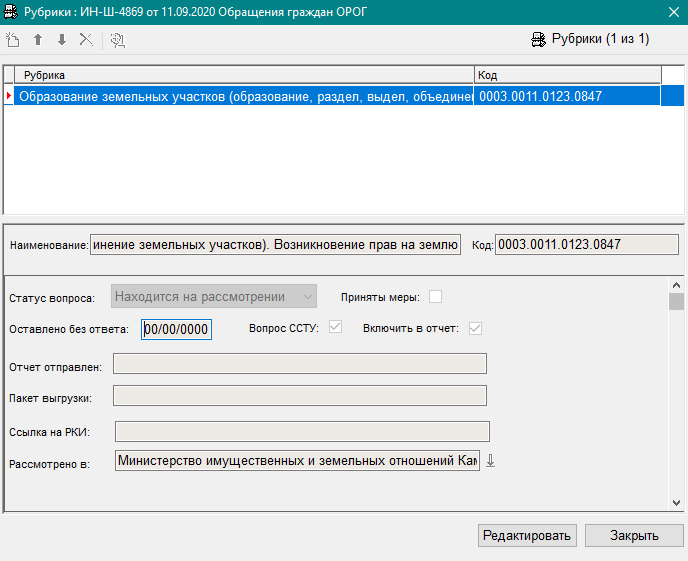 Рубрики : ИН-Ш-4869 от 11.09.2020 Обращения граждан ОРОГ
Рубрики (1 из 1)
Рубрика Код
Образование земельных участков (образование, раздел, выдел, объедине 0003.0011.0123.0847
Наименование: инение земельных участков). Возникновение прав на землю Код: 0003.0011.0123.0847
Статус вопроса: Находится на рассмотрении Приняты меры:
Оставлено без ответа: 00/00/0000 Вопрос ССТУ: Включить в отчет:
Отчет отправлен:
Пакет выгрузки:
Ссылка на РКИ:
Рассмотрено в: Министерство имущественных и земельных отношений Кам
Редактировать Закрыть